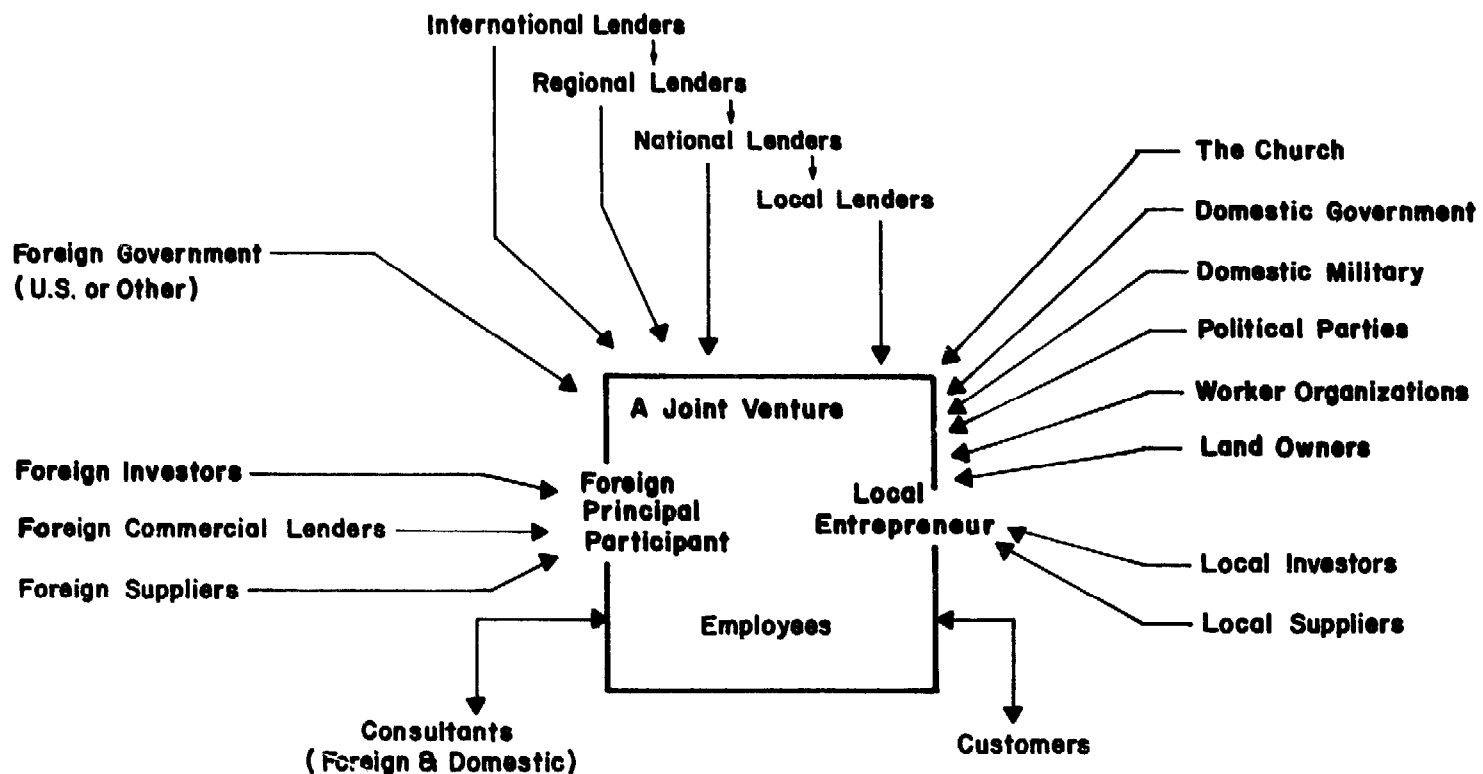 International Lenders
Regional Lenders
National Lenders
Local Lenders
Foreign Government
(U.S. or Other)
Foreign Investors
Foreign Commercial Lenders
Foreign Suppliers
A Joint Venture
Foreign
Principal
Participant
Local
Entrepreneur
Employees
The Church
Domestic Government
Domestic Military
Political Parties
Worker Organizations
Land Owners
Local Investors
Local Suppliers
Consultants
(Foreign & Domestic)
Customers